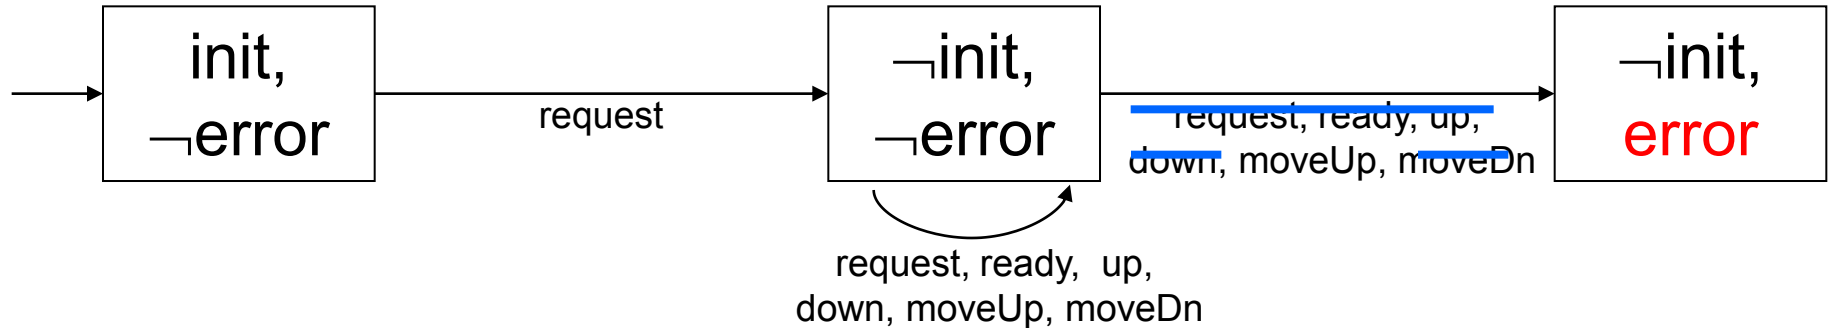 init,
¬error
request
¬init,
¬error
request, ready, up,
down, moveUp, moveDn
¬init,
error
request, ready, up,
down, moveUp, moveDn